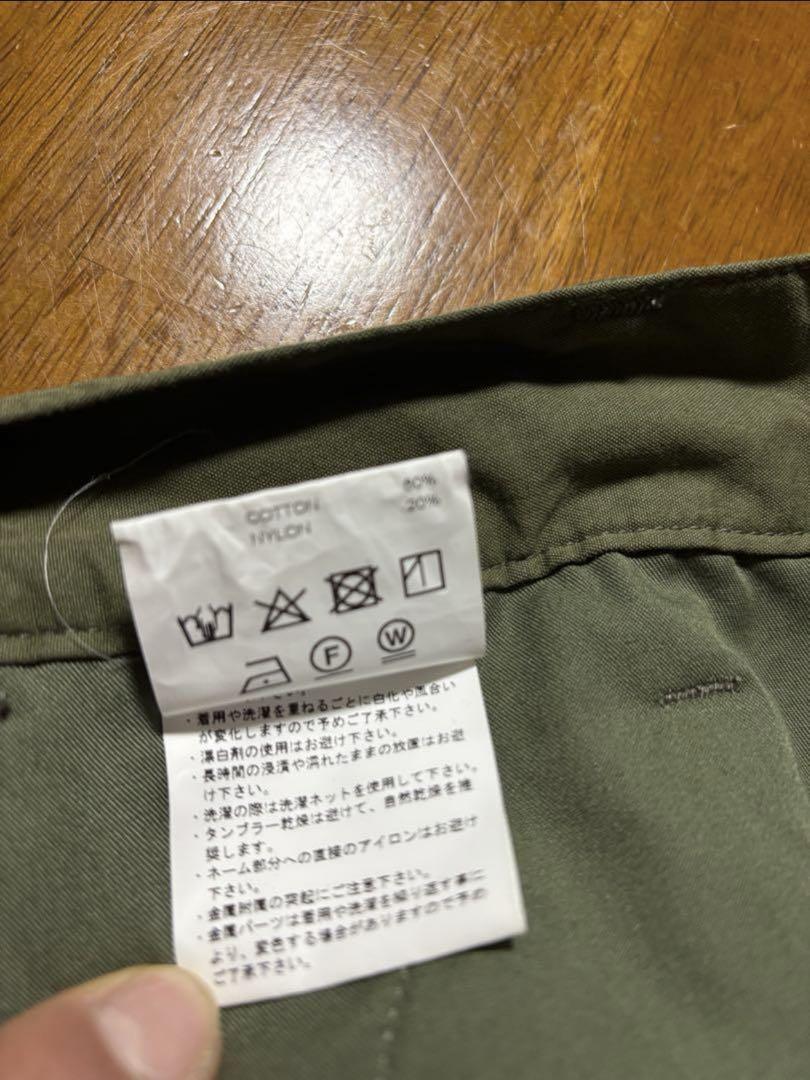 COTTON 80%
NYLON 20%
F W
さい。
・着用や洗濯を重ねるごとに白化や風合い
が変化しますので予めご了承下さい。
・漂白剤の使用はお避け下さい。
・長時間の浸漬や濡れたままの放置はお避
け下さい。
・洗濯の際は洗濯ネットを使用して下さい。
・タンブラー乾燥は避けて、自然乾燥を推
奨します。
・ネーム部分への直接のアイロンはお避け
下さい。
・金属附属の突起にご注意下さい。
・金属パーツは着用や洗濯を繰り返す事に
より、変色する場合がありますので予め
ご了承下さい。